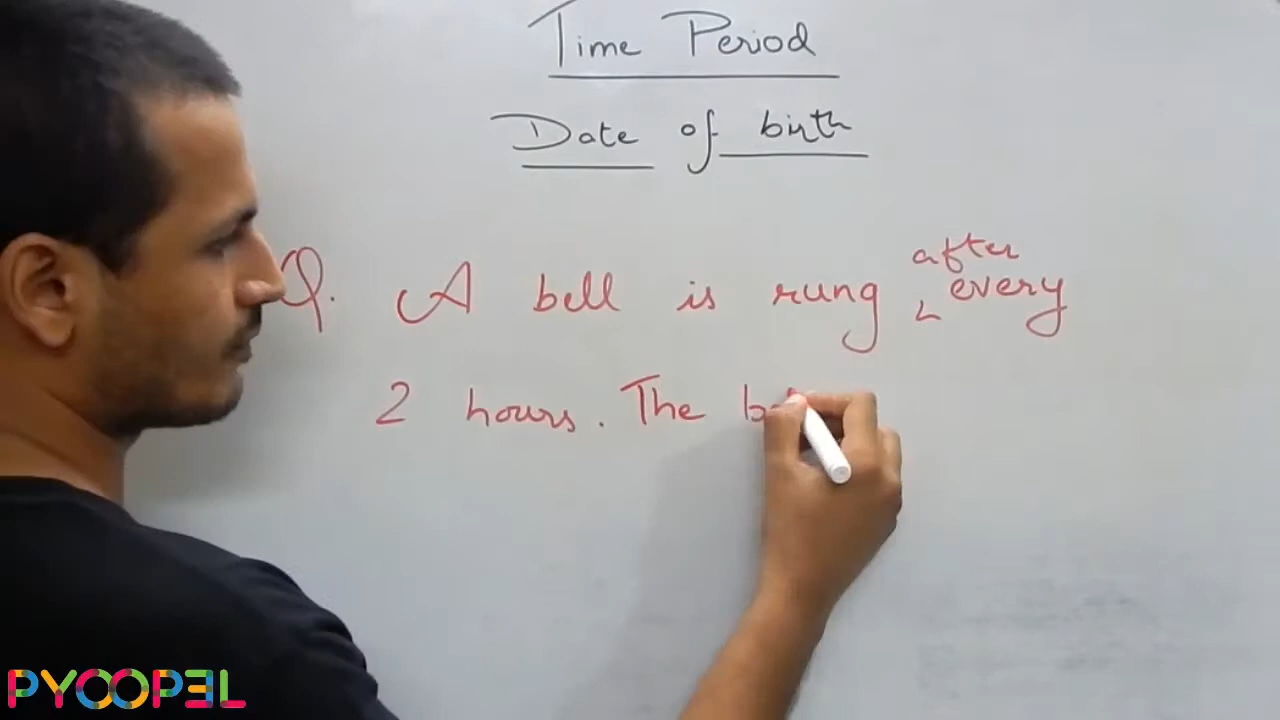 Time Period
Date of birth
Q. A bell is rung after every
2 hours. The
PYOOPEL